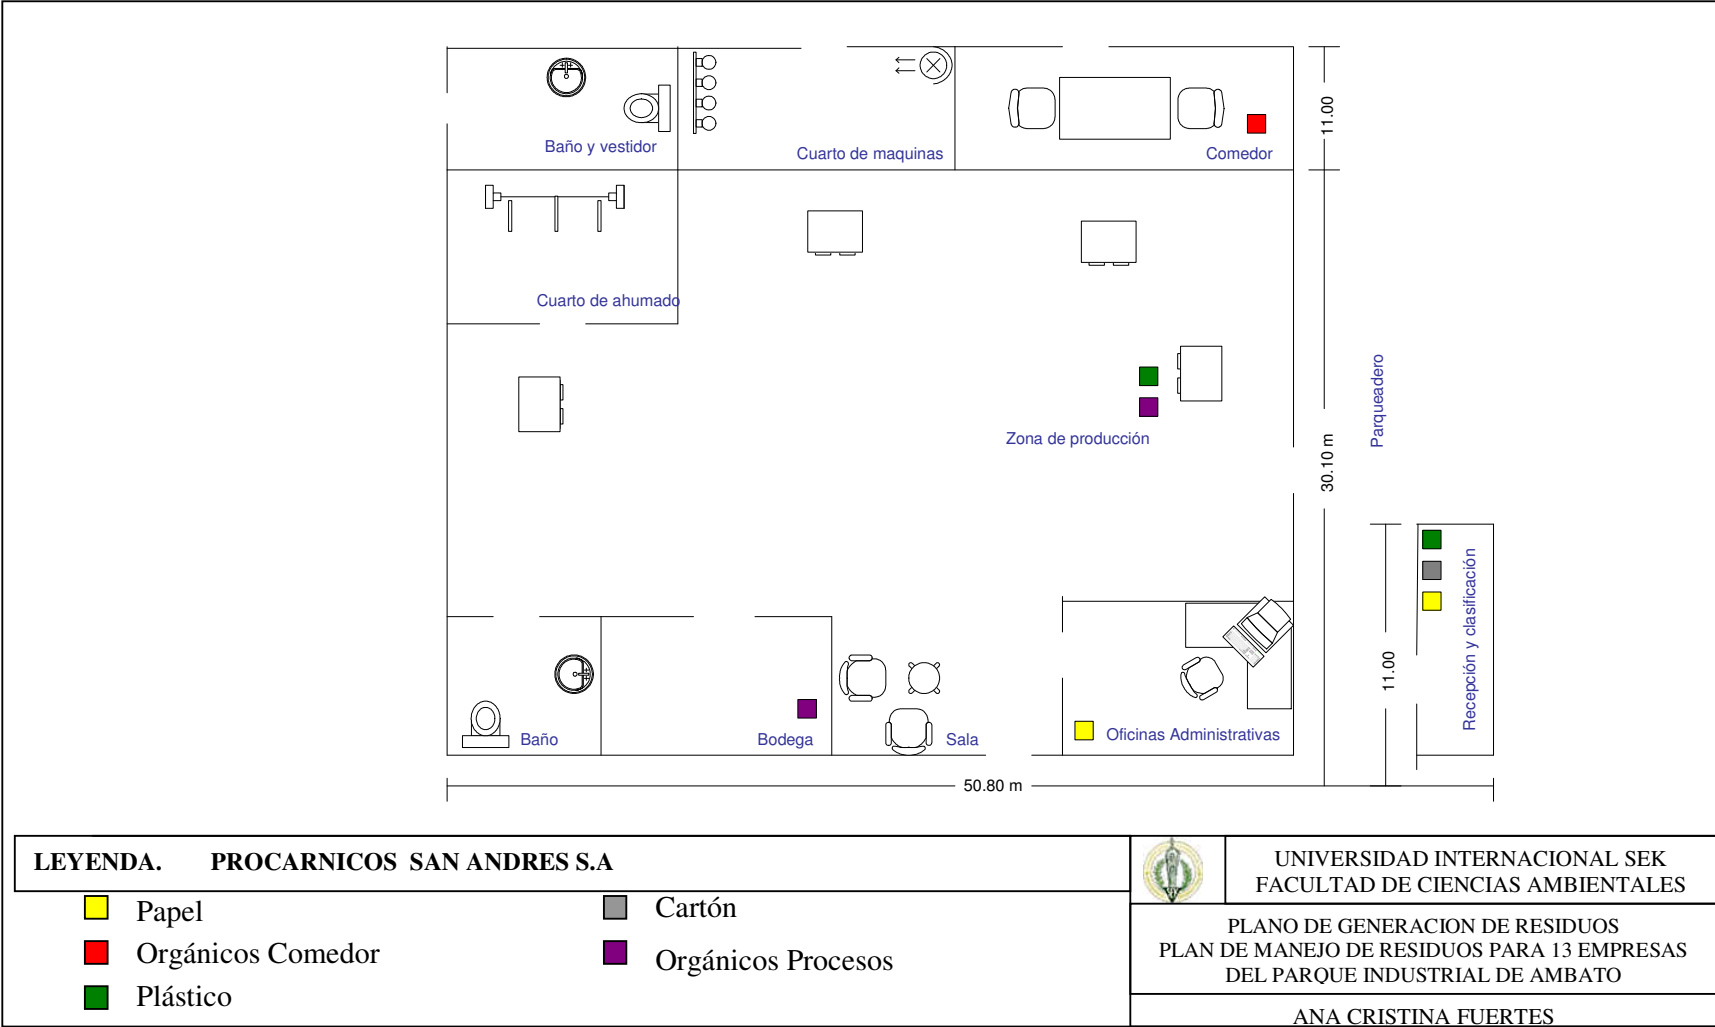 11.00
Baño y vestidor
Cuarto de maquinas
Comedor
Cuarto de ahumado
Parqueadero
Zona de producción
30.10 m
Recepción y clasificación
11.00
Baño
Bodega
Sala
Oficinas Administrativas
50.80 m
LEYENDA. PROCARNICOS SAN ANDRES S.A
Papel
Orgánicos Comedor
Plástico
Cartón
Orgánicos Procesos
UNIVERSIDAD INTERNACIONAL SEK
FACULTAD DE CIENCIAS AMBIENTALES
PLANO DE GENERACION DE RESIDUOS
PLAN DE MANEJO DE RESIDUOS PARA 13 EMPRESAS
DEL PARQUE INDUSTRIAL DE AMBATO
ANA CRISTINA FUERTES